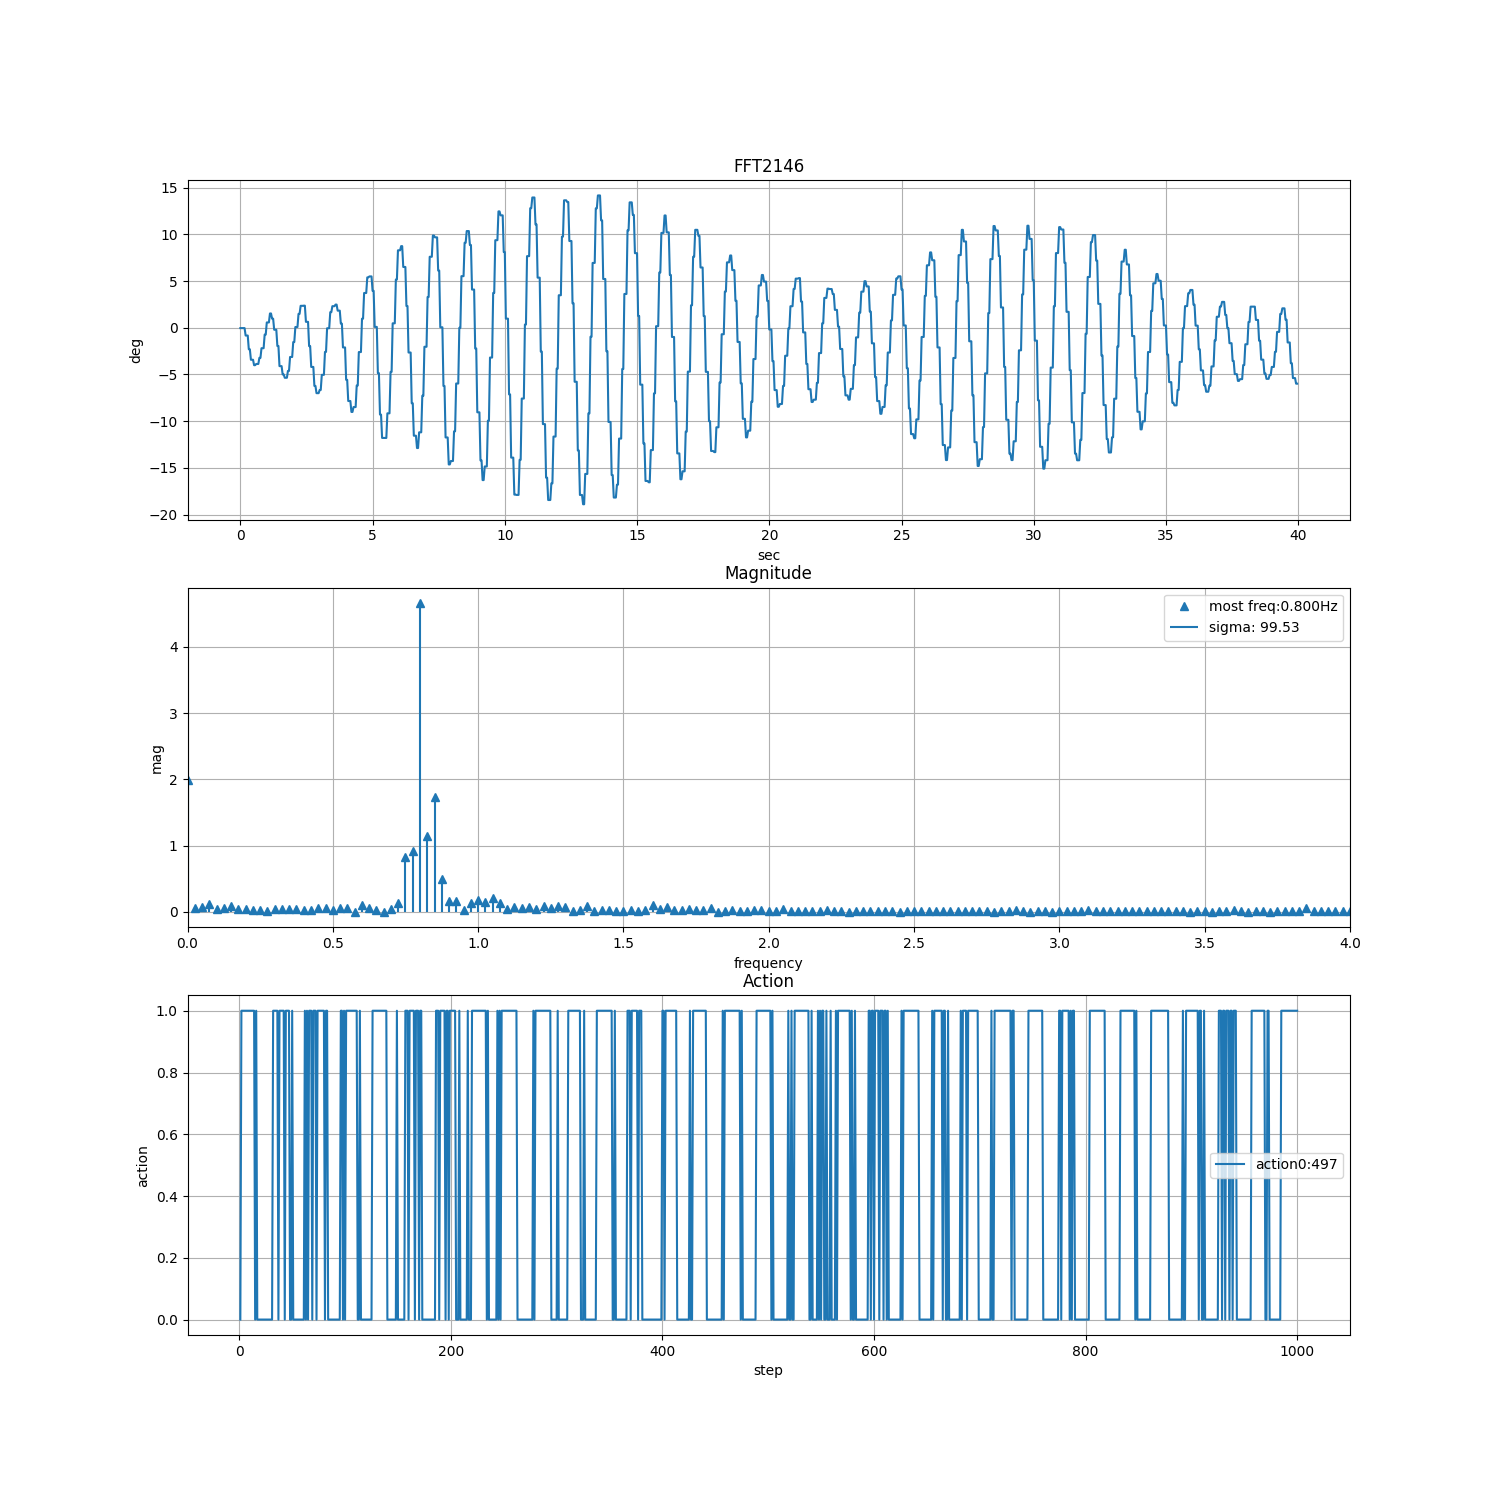 FFT2146
15
10
5
0
−5
−10
−15
−20
deg
0 5 10 15 20 25 30 35 40
sec
Magnitude
most freq:0.800Hz
sigma: 99.53
4
3
2
1
0
mag
0.0 0.5 1.0 1.5 2.0 2.5 3.0 3.5 4.0
frequency
Action
1.0
0.8
0.6
0.4
0.2
0.0
action
action0:497
0 200 400 600 800 1000
step